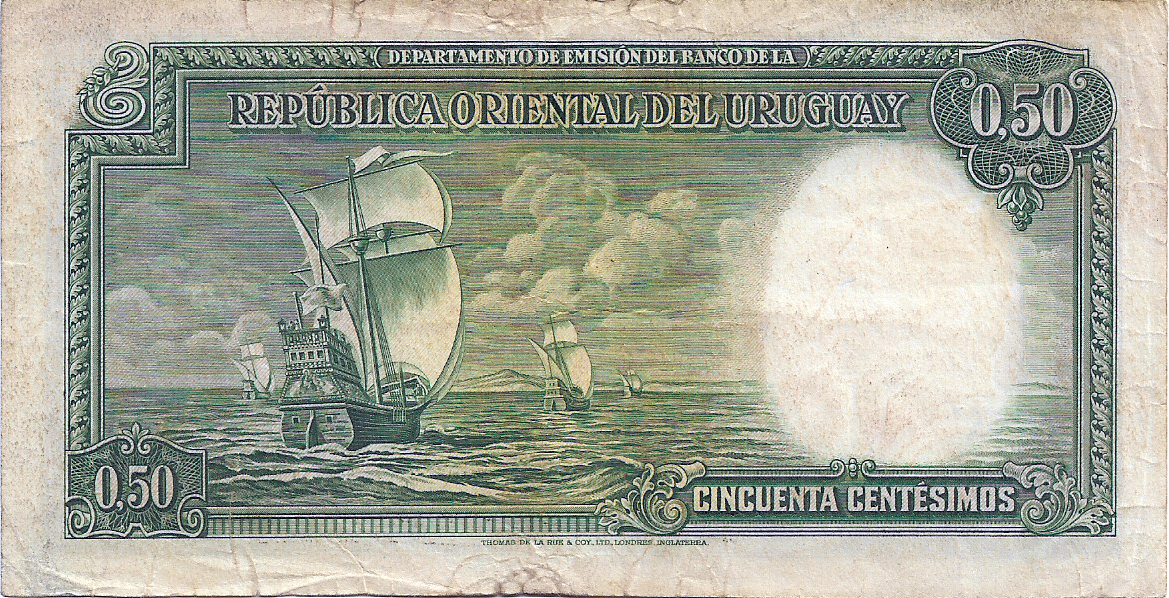 DEPARTAMENTO DE EMISIÓN DEL BANCO DE LA
REPÚBLICA ORIENTAL DEL URUGUAY
0,50
0,50
CINCUENTA CENTÉSIMOS
THOMAS DE LA RUE & COY., LTD., LONDRES, INGLATERRA.